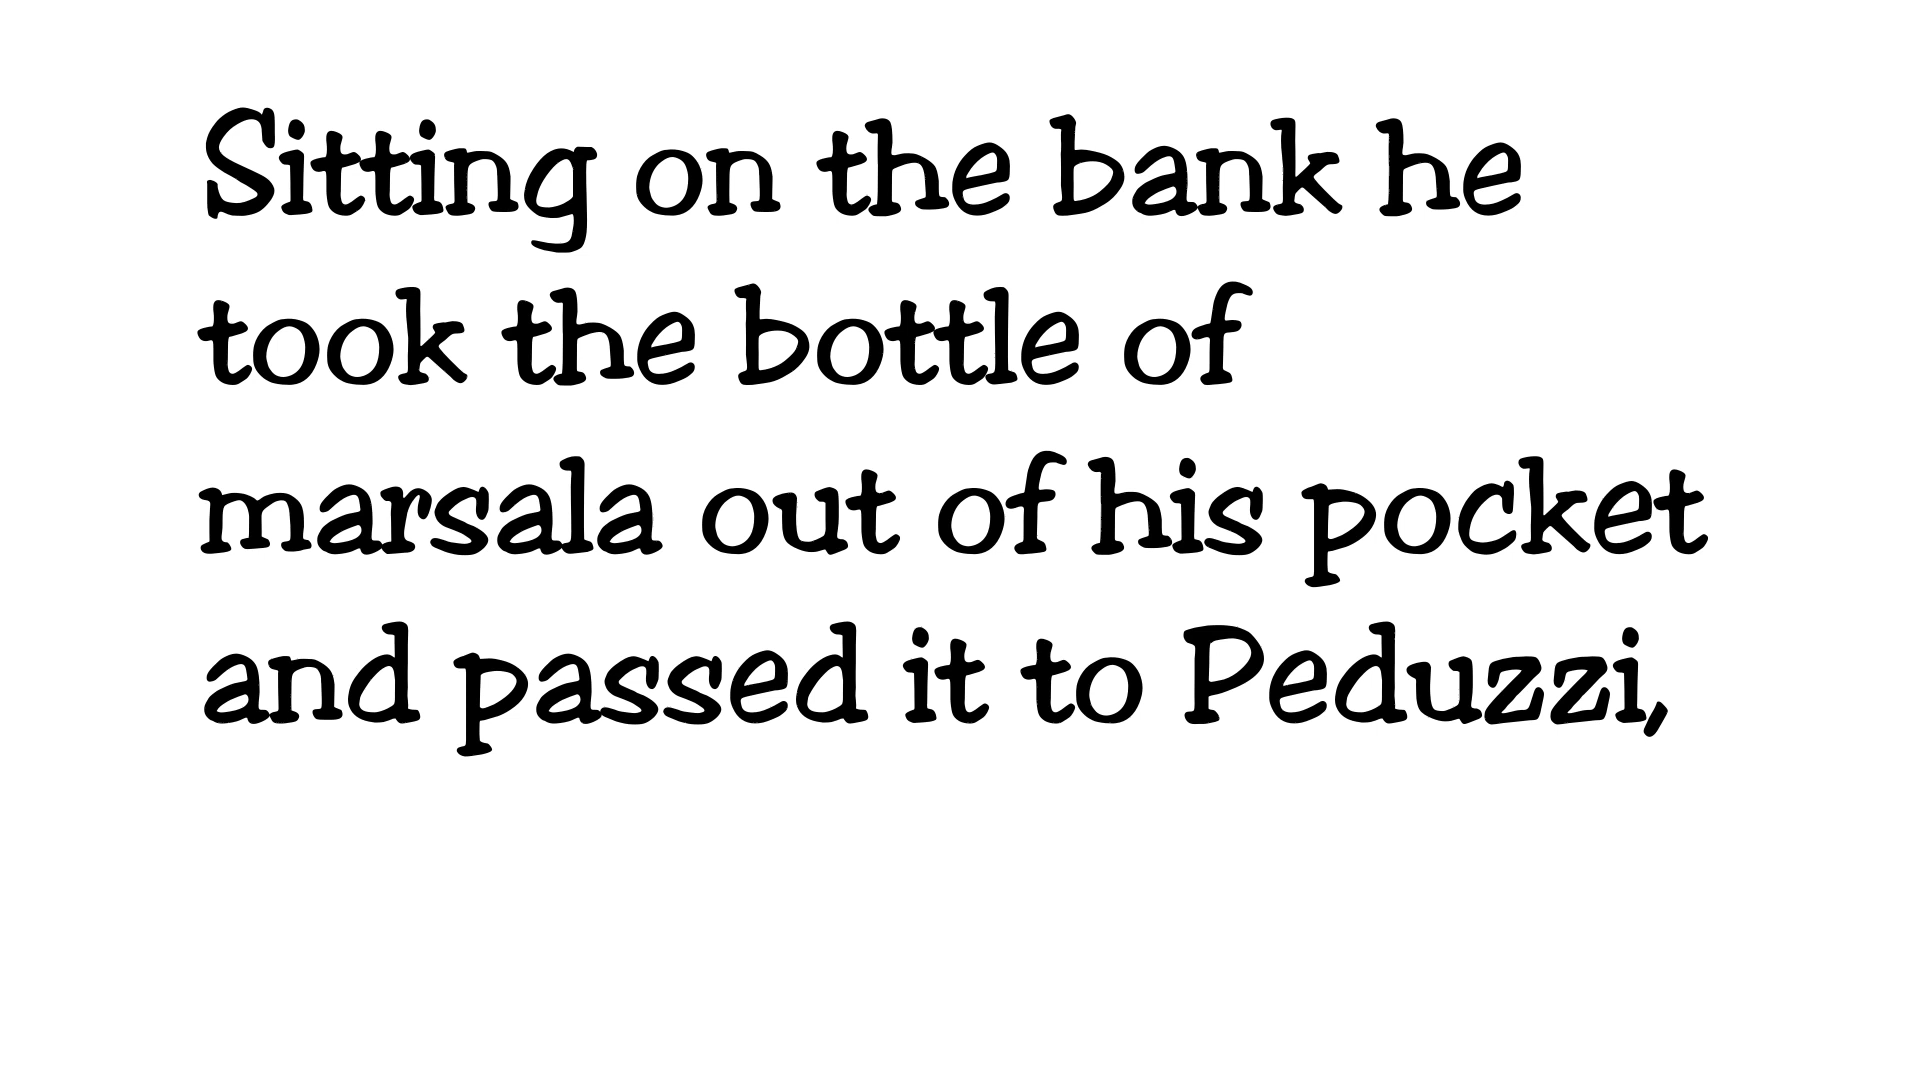 Sitting on the bank he
took the bottle of
marsala out of his pocket
and passed it to Peduzzi,